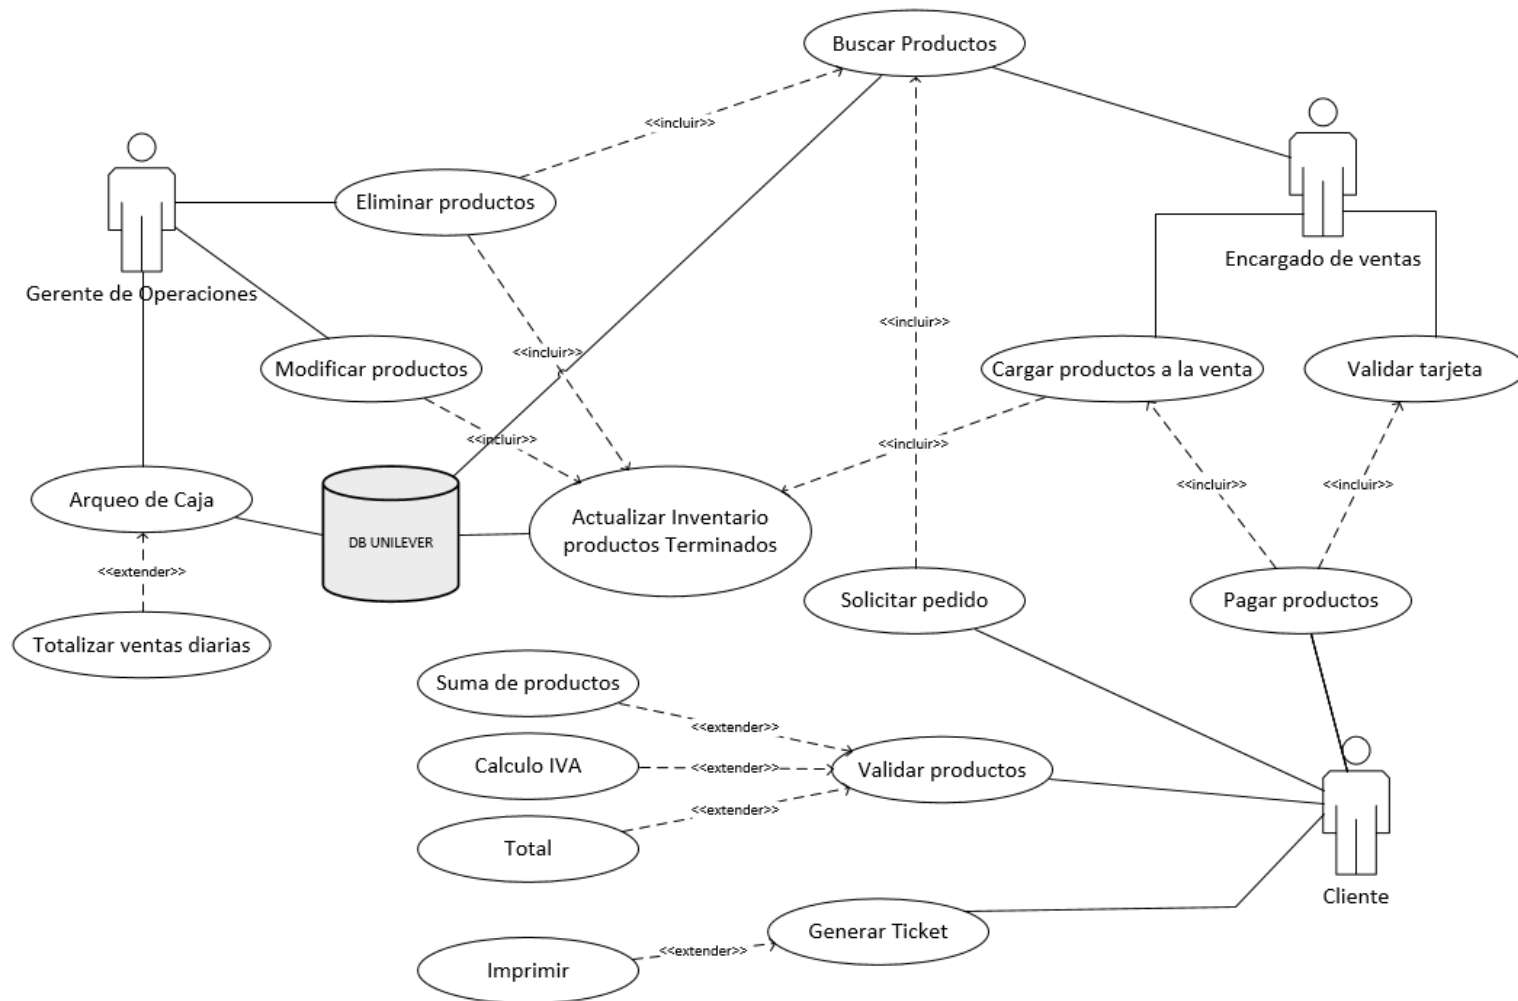 Buscar Productos
<<incluir>>
Eliminar productos
Encargado de ventas
Gerente de Operaciones
<<incluir>>
<<incluir>>
Modificar productos
Cargar productos a la venta
Validar tarjeta
<<incluir>>
<<incluir>>
<<incluir>>
<<incluir>>
Arqueo de Caja
DB UNILEVER
Actualizar Inventario
productos Terminados
<<extender>>
Solicitar pedido
Pagar productos
Totalizar ventas diarias
Suma de productos
<<extender>>
Calculo IVA
<<extender>>
Validar productos
<<extender>>
Total
Cliente
Generar Ticket
<<extender>>
Imprimir